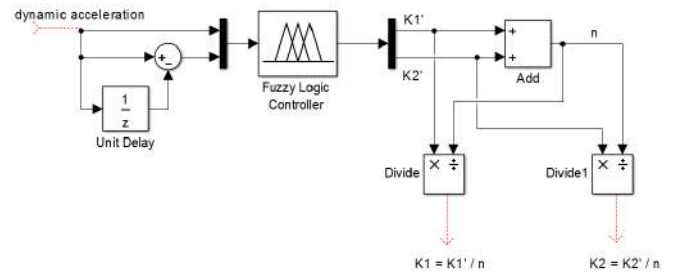 dynamic acceleration
K1'
n
+
+
+
−
K2'
Add
Fuzzy Logic
Controller
1
z
Unit Delay
Divide
× ÷
Divide1
× ÷
K1 = K1' / n
K2 = K2' / n